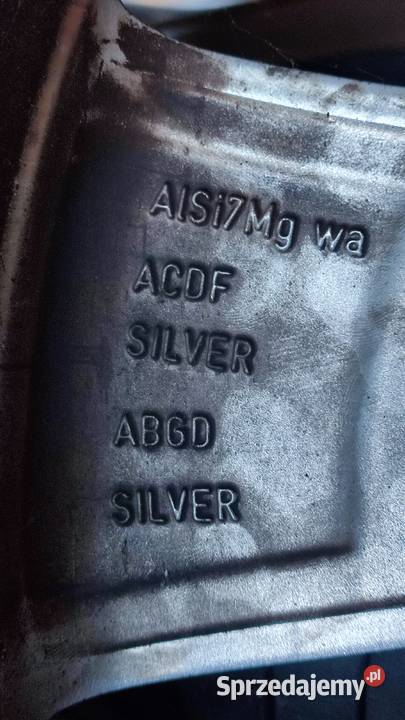 AlSi7Mg wa
ACDF
SILVER
ABGD
SILVER
Sprzedajemy.pl